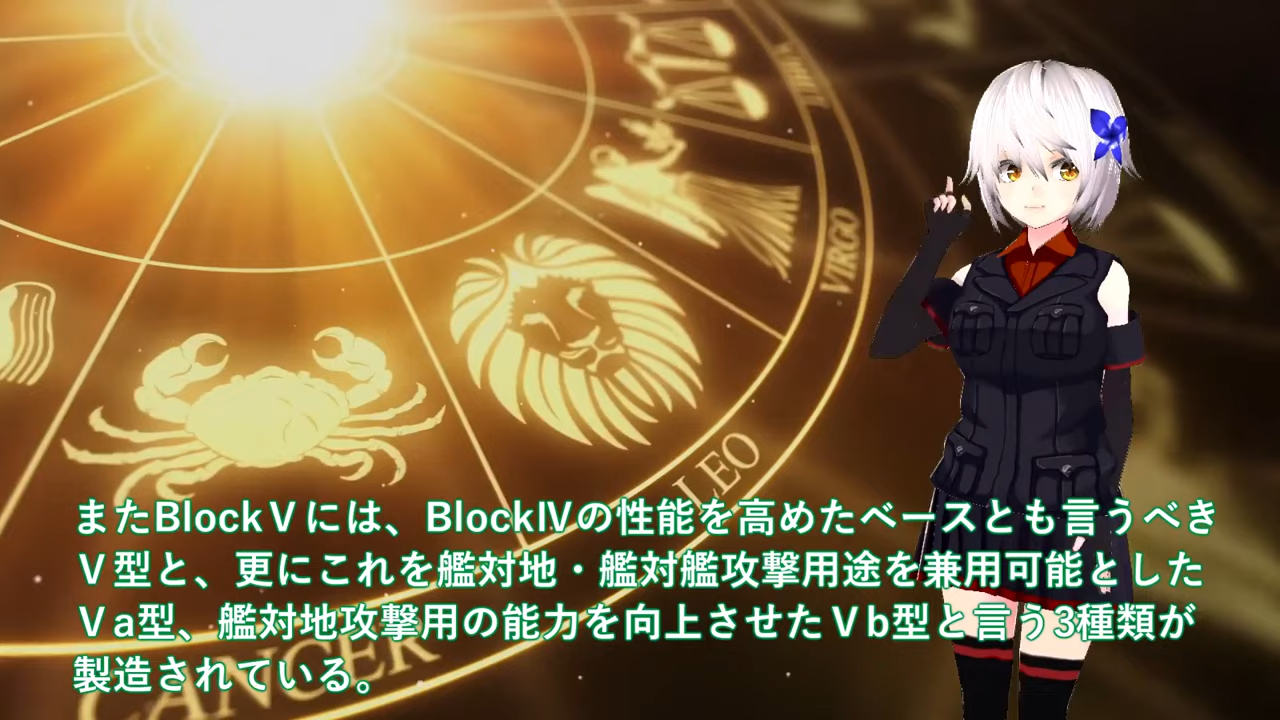 VIRGO
LEO
CANCER
またBlockⅤには、BlockⅣの性能を高めたベースとも言うべき
Ⅴ型と、更にこれを艦対地・艦対艦攻撃用途を兼用可能とした
Ⅴa型、艦対地攻撃用の能力を向上させたⅤb型と言う3種類が
製造されている。